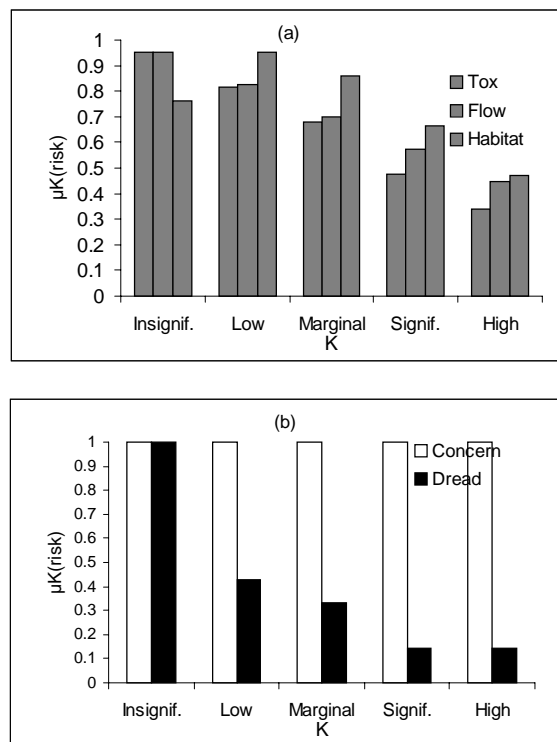 (a)
1
0.9
0.8
0.7
0.6
0.5
0.4
0.3
0.2
0.1
0
µK(risk)
Tox
Flow
Habitat
Insignif. Low Marginal Signif. High
K
(b)
1
0.9
0.8
0.7
0.6
0.5
0.4
0.3
0.2
0.1
0
µK(risk)
Concern
Dread
Insignif. Low Marginal Signif. High
K